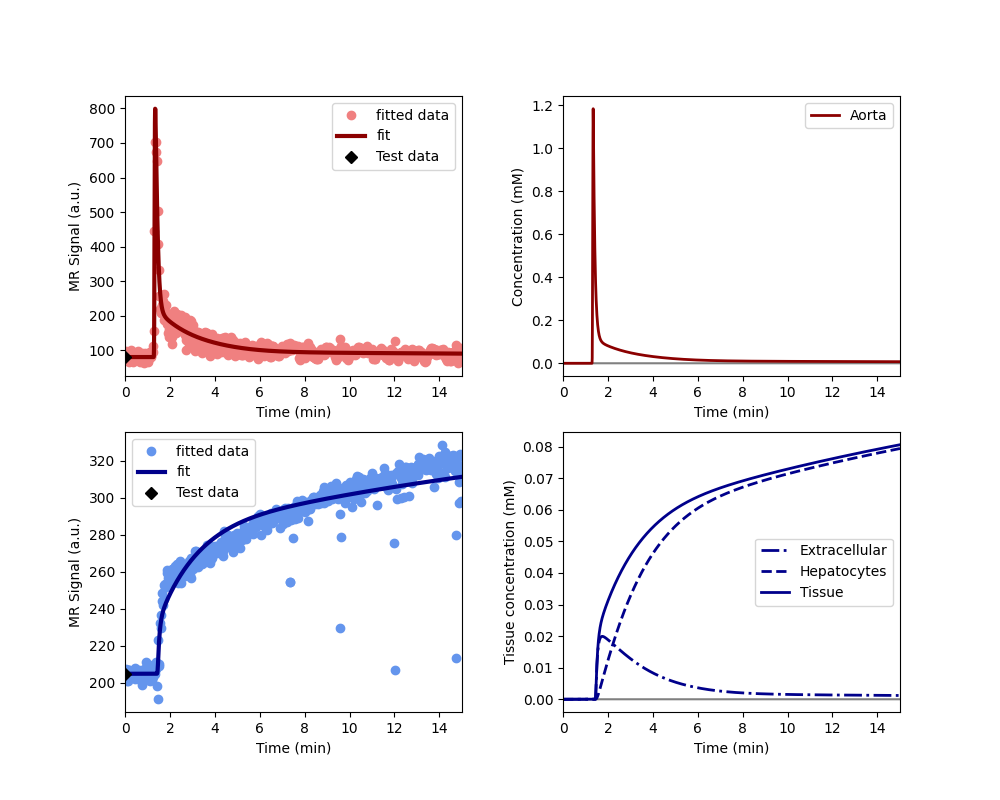 800
700
600
500
400
300
200
100
MR Signal (a.u.)
fitted data
fit
Test data
0 2 4 6 8 10 12 14
Time (min)
1.2
1.0
0.8
0.6
0.4
0.2
0.0
Concentration (mM)
Aorta
0 2 4 6 8 10 12 14
Time (min)
320
300
280
260
240
220
200
MR Signal (a.u.)
fitted data
fit
Test data
0 2 4 6 8 10 12 14
Time (min)
0.08
0.07
0.06
0.05
0.04
0.03
0.02
0.01
0.00
Tissue concentration (mM)
Extracellular
Hepatocytes
Tissue
0 2 4 6 8 10 12 14
Time (min)